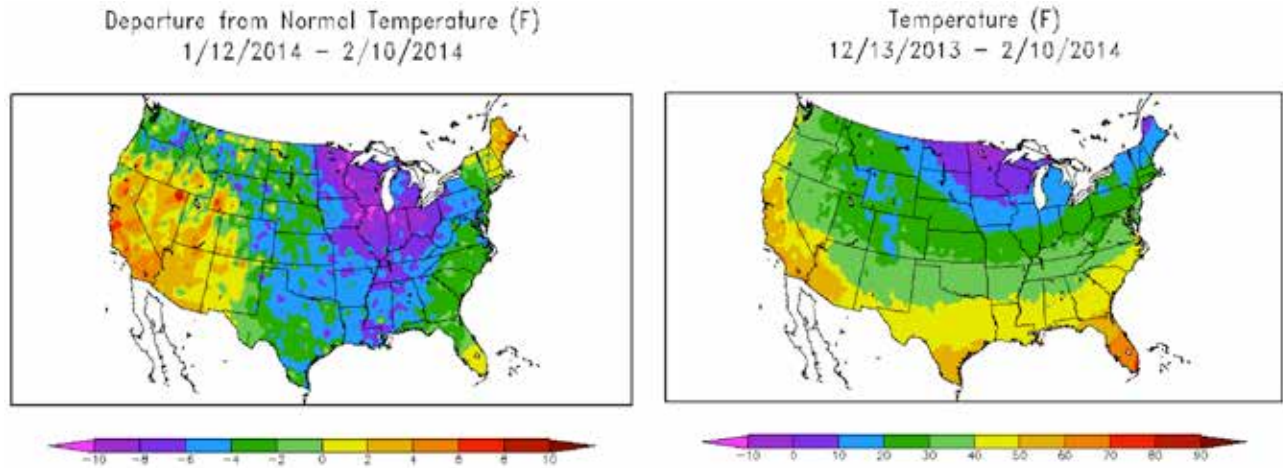 Departure from Normal Temperature (F)
1/12/2014 – 2/10/2014
Temperature (F)
12/13/2013 – 2/10/2014
-10 -8 -6 -4 -2 0 2 4 6 8 10
-10 0 10 20 30 40 50 60 70 80 90